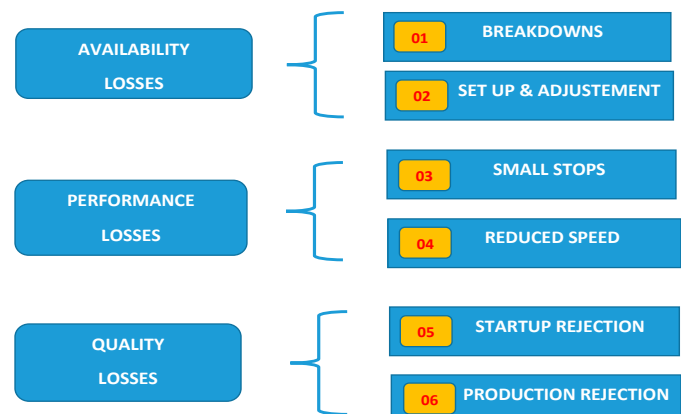 AVAILABILITY
LOSSES
01 BREAKDOWNS
02 SET UP & ADJUSTEMENT
PERFORMANCE
LOSSES
03 SMALL STOPS
04 REDUCED SPEED
QUALITY
LOSSES
05 STARTUP REJECTION
06 PRODUCTION REJECTION